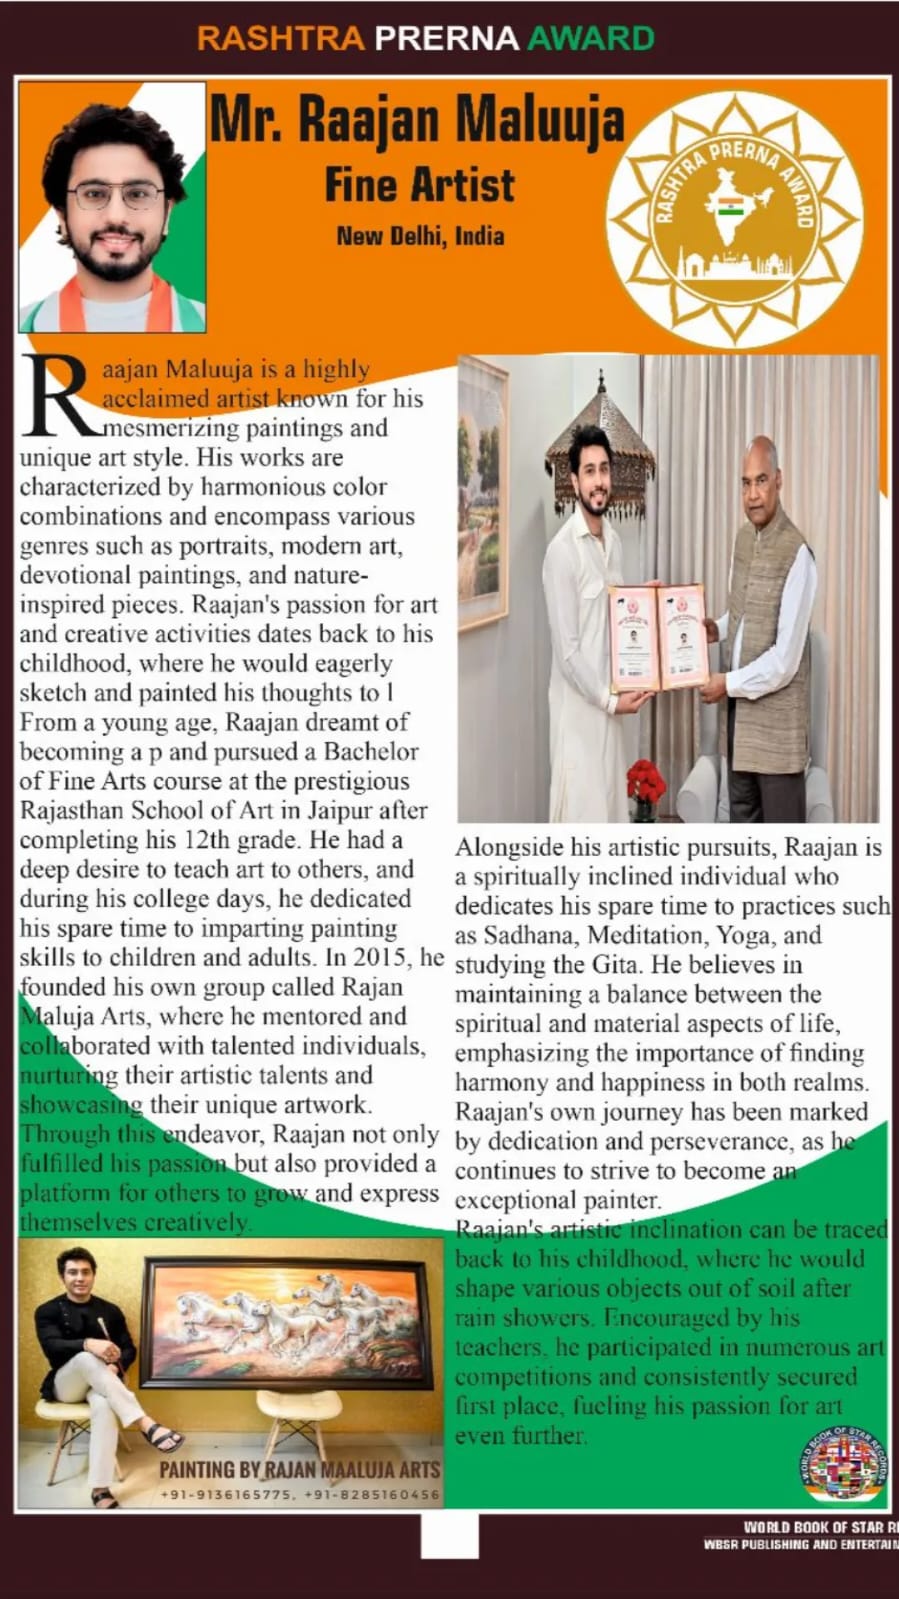 RASHTRA PRERNA AWARD
Mr. Raajan Maluuja
Fine Artist
New Delhi, India
RASHTRA PRERNA AWARD
Raajan Maluuja is a highly
acclaimed artist known for his
mesmerizing paintings and
unique art style. His works are
characterized by harmonious color
combinations and encompass various
genres such as portraits, modern art,
devotional paintings, and nature-
inspired pieces. Raajan's passion for art
and creative activities dates back to his
childhood, where he would eagerly
sketch and painted his thoughts to l
From a young age, Raajan dreamt of
becoming a p and pursued a Bachelor
of Fine Arts course at the prestigious
Rajasthan School of Art in Jaipur after
completing his 12th grade. He had a
deep desire to teach art to others, and
during his college days, he dedicated
his spare time to imparting painting
skills to children and adults. In 2015, he
founded his own group called Rajan
Maluja Arts, where he mentored and
collaborated with talented individuals,
nurturing their artistic talents and
showcasing their unique artwork.
Through this endeavor, Raajan not only
fulfilled his passion but also provided a
platform for others to grow and express
themselves creatively.
PAINTING BY RAJAN MAALUJA ARTS
+91-9136165775, +91-8285160456
Alongside his artistic pursuits, Raajan is
a spiritually inclined individual who
dedicates his spare time to practices such
as Sadhana, Meditation, Yoga, and
studying the Gita. He believes in
maintaining a balance between the
spiritual and material aspects of life,
emphasizing the importance of finding
harmony and happiness in both realms.
Raajan's own journey has been marked
by dedication and perseverance, as he
continues to strive to become an
exceptional painter.
Raajan's artistic inclination can be traced
back to his childhood, where he would
shape various objects out of soil after
rain showers. Encouraged by his
teachers, he participated in numerous art
competitions and consistently secured
first place, fueling his passion for art
even further.
WORLD BOOK OF STAR RECORDS
WORLD BOOK OF STAR RE
WBSR PUBLISHING AND ENTERTAIN